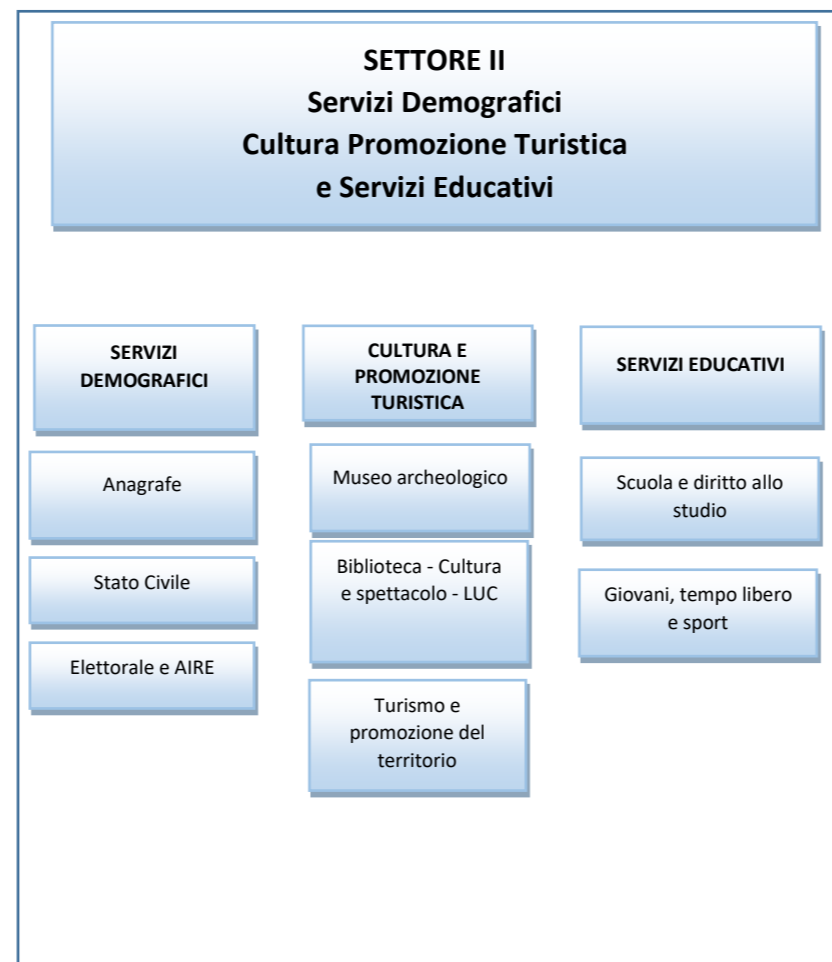 SETTORE II
Servizi Demografici
Cultura Promozione Turistica
e Servizi Educativi
SERVIZI
DEMOGRAFICI
Anagrafe
Stato Civile
Elettorale e AIRE
CULTURA E
PROMOZIONE
TURISTICA
Museo archeologico
Biblioteca - Cultura
e spettacolo - LUC
Turismo e
promozione del
territorio
SERVIZI EDUCATIVI
Scuola e diritto allo
studio
Giovani, tempo libero
e sport